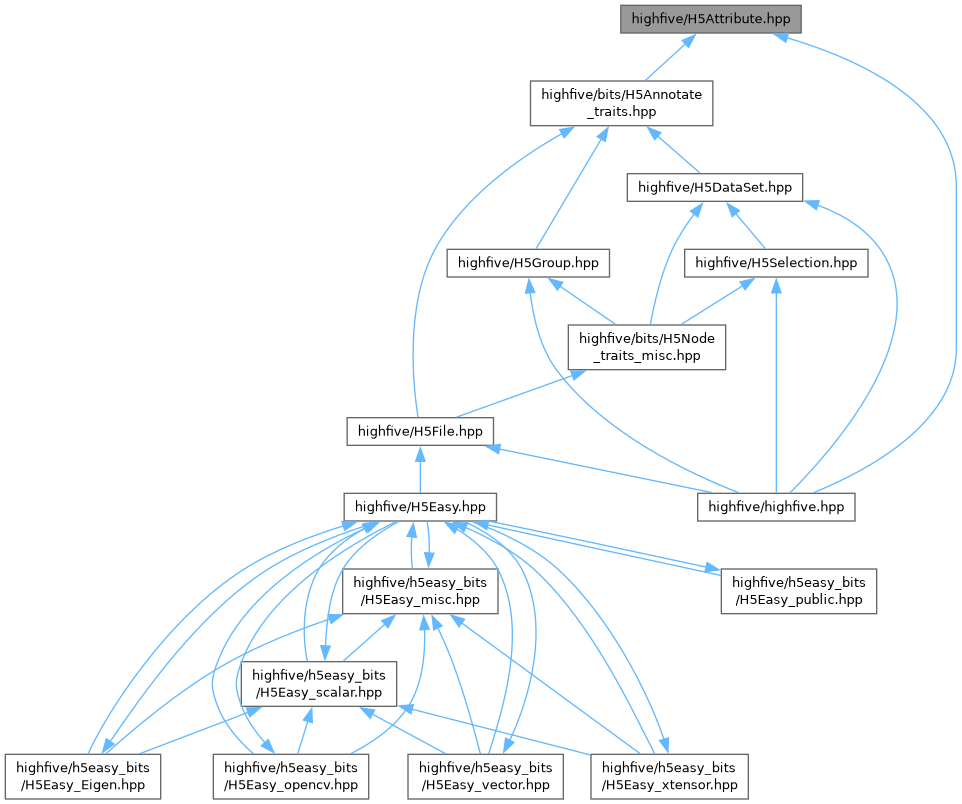 highfive/H5Attribute.hpp
highfive/bits/H5Annotate
_traits.hpp
highfive/H5DataSet.hpp
highfive/H5Group.hpp
highfive/H5Selection.hpp
highfive/bits/H5Node
_traits_misc.hpp
highfive/H5File.hpp
highfive/H5Easy.hpp
highfive/highfive.hpp
highfive/h5easy_bits
/H5Easy_misc.hpp
highfive/h5easy_bits
/H5Easy_public.hpp
highfive/h5easy_bits
/H5Easy_scalar.hpp
highfive/h5easy_bits
/H5Easy_Eigen.hpp
highfive/h5easy_bits
/H5Easy_opencv.hpp
highfive/h5easy_bits
/H5Easy_vector.hpp
highfive/h5easy_bits
/H5Easy_xtensor.hpp